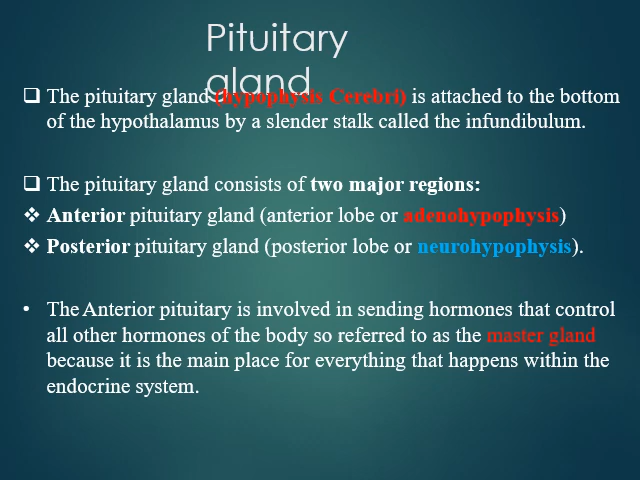 Pituitary
gland
❑ The pituitary gland (hypophysis Cerebri) is attached to the bottom
of the hypothalamus by a slender stalk called the infundibulum.
❑ The pituitary gland consists of two major regions:
❖ Anterior pituitary gland (anterior lobe or adenohypophysis)
❖ Posterior pituitary gland (posterior lobe or neurohypophysis).
• The Anterior pituitary is involved in sending hormones that control
all other hormones of the body so referred to as the master gland
because it is the main place for everything that happens within the
endocrine system.